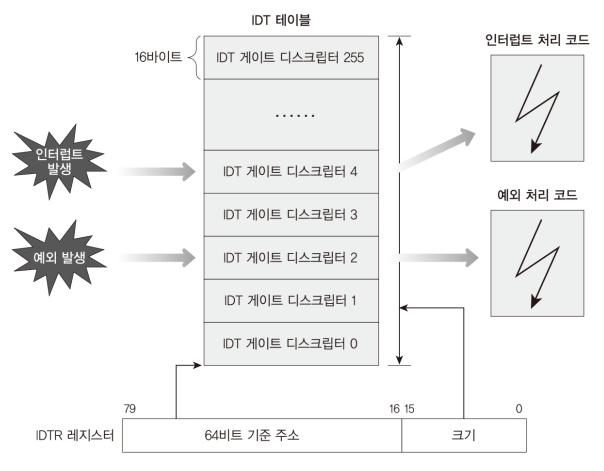 IDT 테이블
16바이트
IDT 게이트 디스크립터 255
인터럽트 처리 코드
......
인터럽트
발생
IDT 게이트 디스크립터 4
IDT 게이트 디스크립터 3
예외 처리 코드
예외 발생
IDT 게이트 디스크립터 2
IDT 게이트 디스크립터 1
IDT 게이트 디스크립터 0
79
16
15
0
IDTR 레지스터
64비트 기준 주소
크기